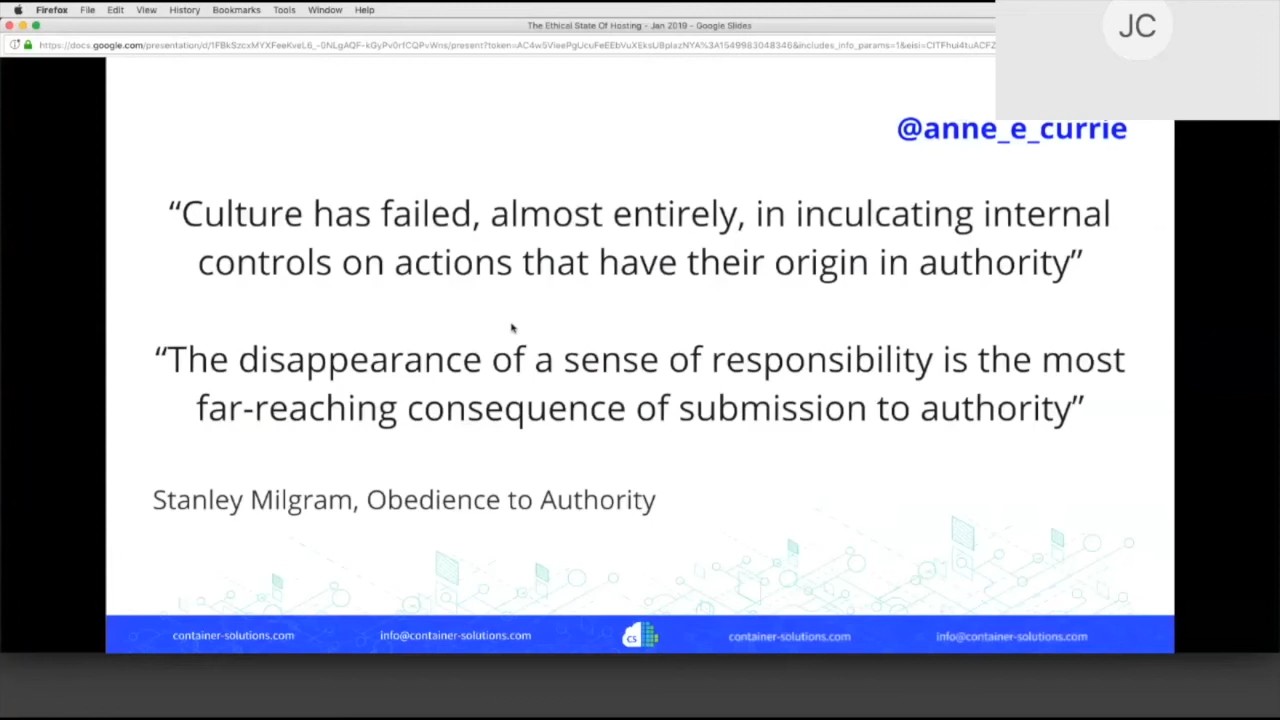 Firefox File Edit View History Bookmarks Tools Window Help
The Ethical State Of Hosting - Jan 2019 - Google Slides
JC
@anne_e_currie
“Culture has failed, almost entirely, in inculcating internal
controls on actions that have their origin in authority”
“The disappearance of a sense of responsibility is the most
far-reaching consequence of submission to authority”
Stanley Milgram, Obedience to Authority
container-solutions.com info@container-solutions.com CS container-solutions.com info@container-solutions.com